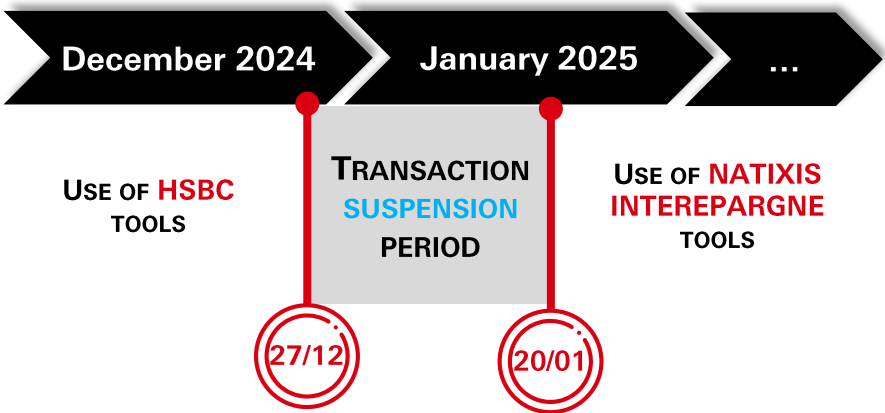 December 2024
January 2025
...
USE OF HSBC
TOOLS
TRANSACTION
SUSPENSION
PERIOD
USE OF NATIXIS
INTEREPARGNE
TOOLS
27/12
20/01